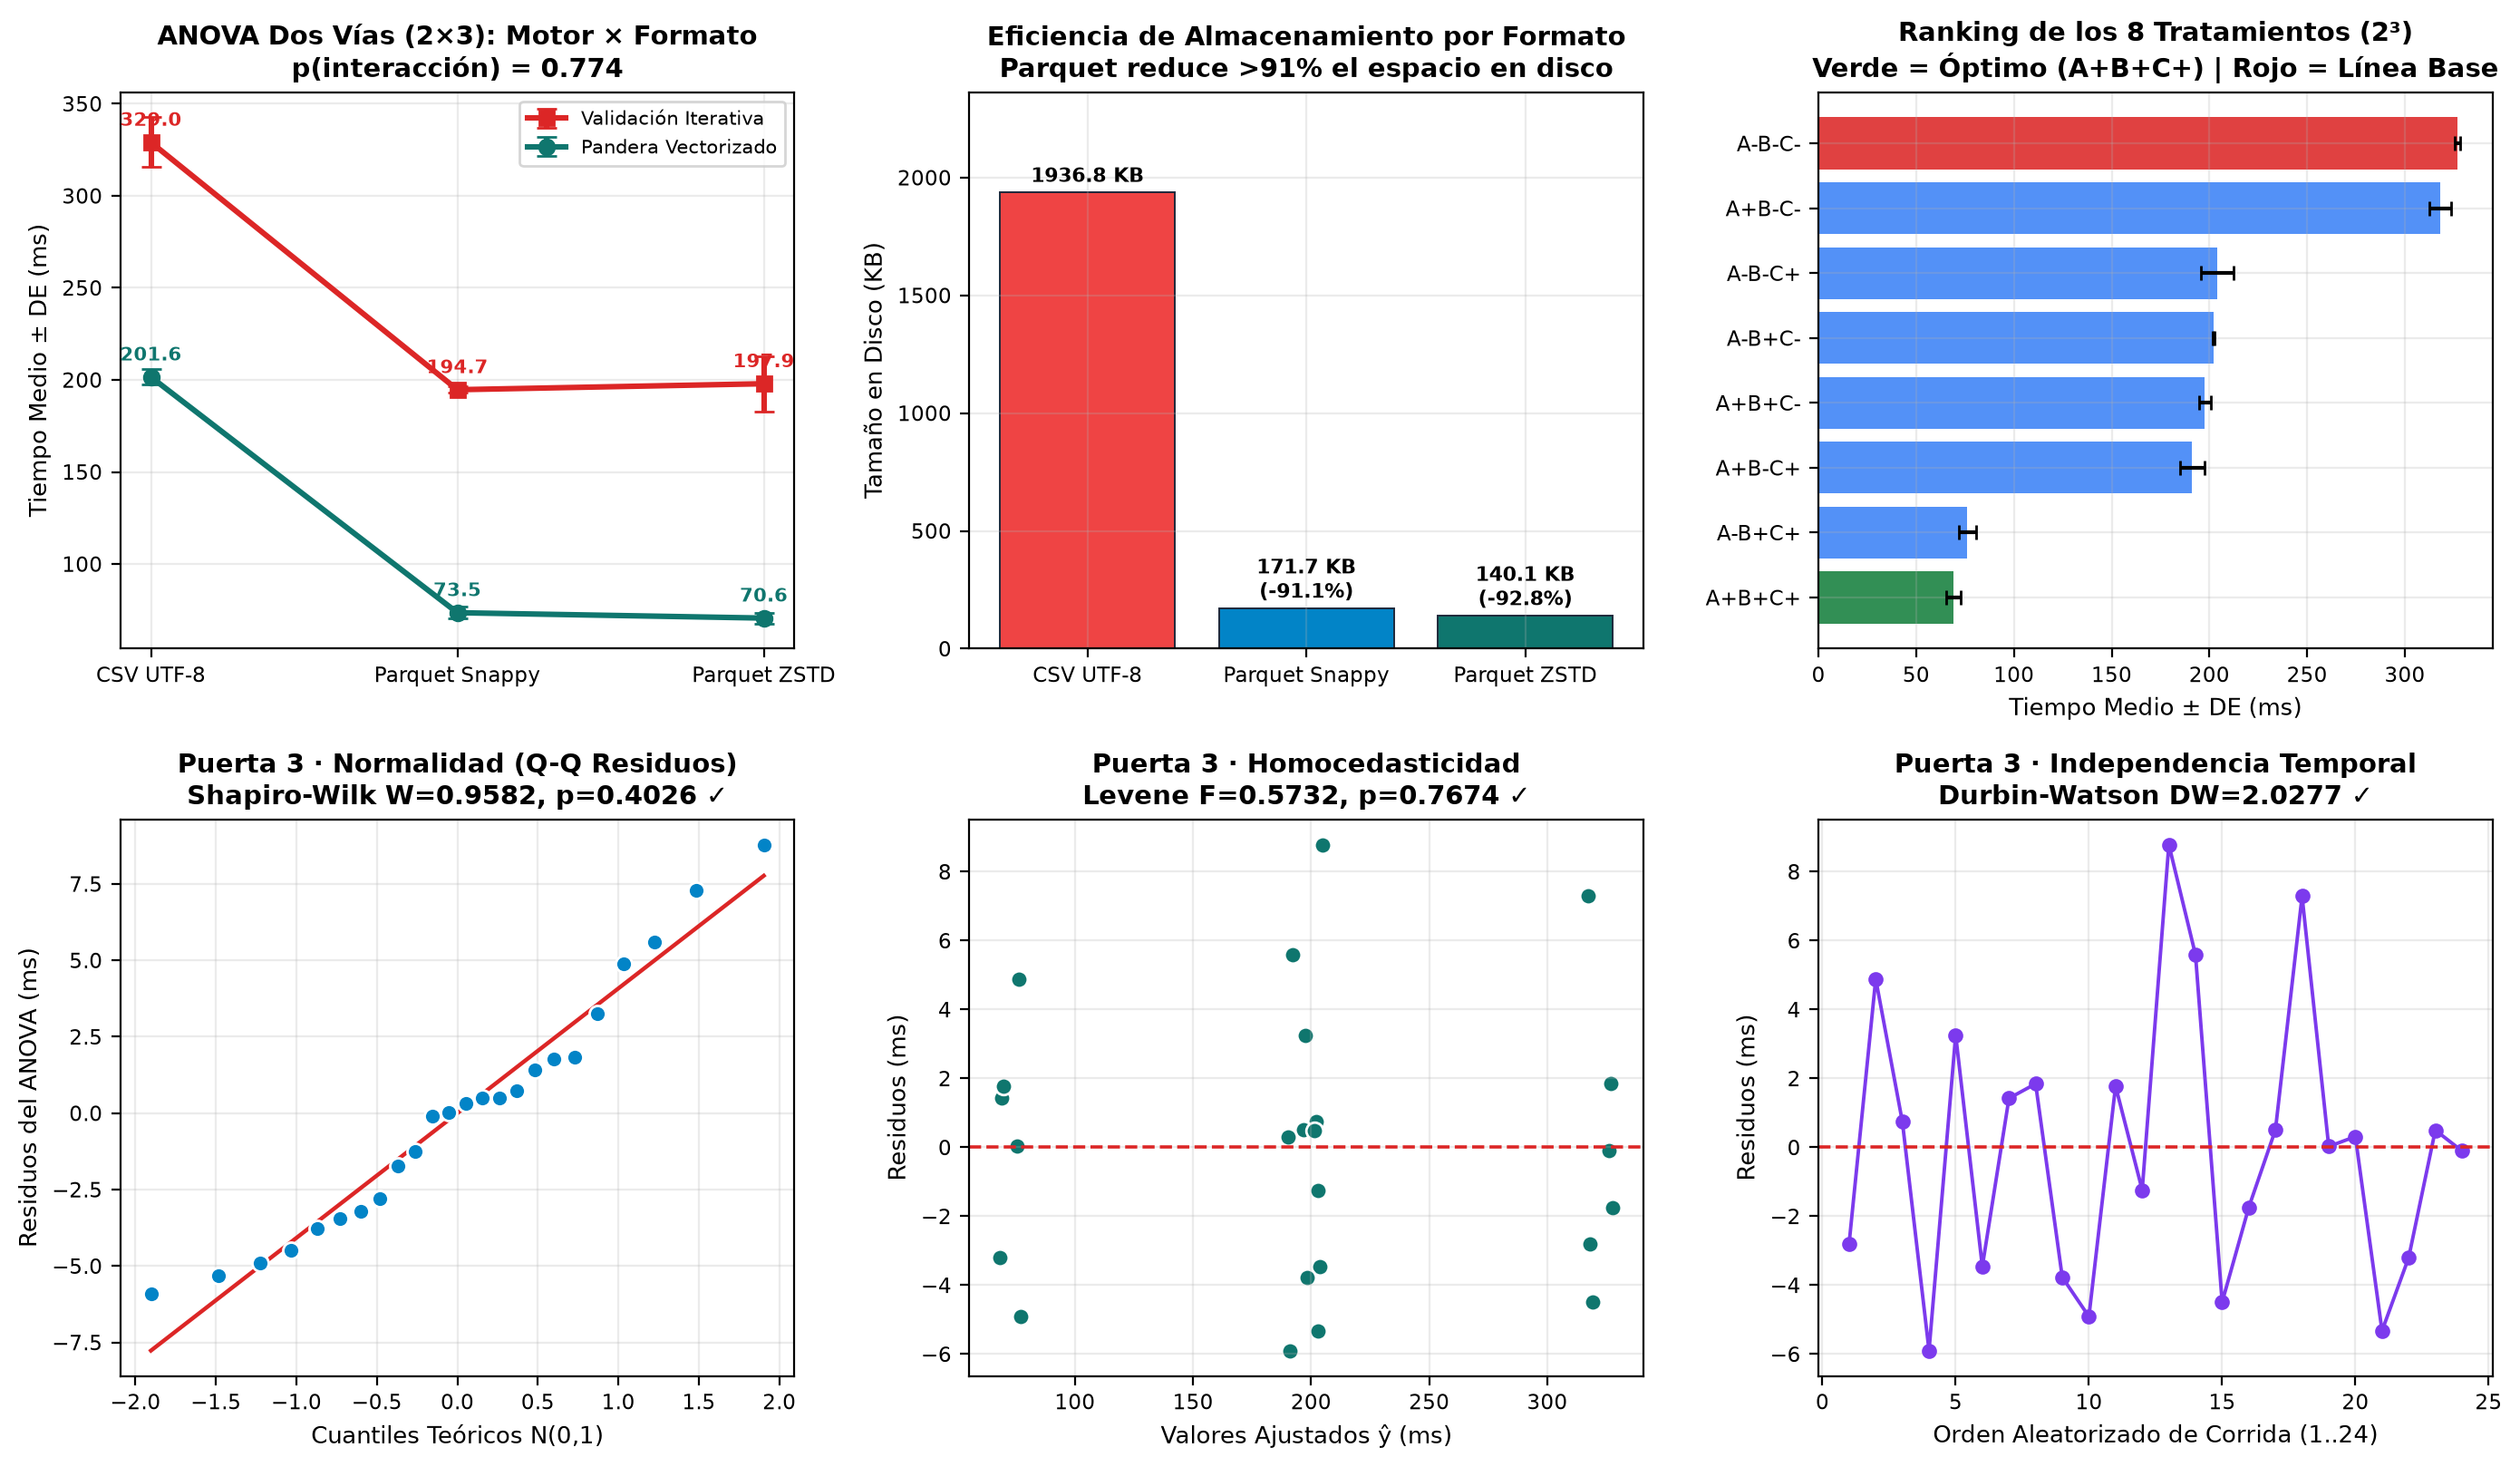 ANOVA Dos Vías (2×3): Motor × Formato
p(interacción) = 0.774
350
300
250
200
150
100
Tiempo Medio ± DE (ms)
329.0
194.7
197.9
201.6
73.5
70.6
Validación Iterativa
Pandera Vectorizado
CSV UTF-8
Parquet Snappy
Parquet ZSTD
Eficiencia de Almacenamiento por Formato
Parquet reduce >91% el espacio en disco
2000
1500
1000
500
0
Tamaño en Disco (KB)
1936.8 KB
171.7 KB
(-91.1%)
140.1 KB
(-92.8%)
CSV UTF-8
Parquet Snappy
Parquet ZSTD
Ranking de los 8 Tratamientos (2³)
Verde = Óptimo (A+B+C+) | Rojo = Línea Base
A-B-C-
A+B-C-
A-B-C+
A-B+C-
A+B+C-
A+B-C+
A-B+C+
A+B+C+
0
50
100
150
200
250
300
Tiempo Medio ± DE (ms)
Puerta 3 · Normalidad (Q-Q Residuos)
Shapiro-Wilk W=0.9582, p=0.4026 ✓
7.5
5.0
2.5
0.0
−2.5
−5.0
−7.5
Residuos del ANOVA (ms)
−2.0
−1.5
−1.0
−0.5
0.0
0.5
1.0
1.5
2.0
Cuantiles Teóricos N(0,1)
Puerta 3 · Homocedasticidad
Levene F=0.5732, p=0.7674 ✓
8
6
4
2
0
−2
−4
−6
Residuos (ms)
100
150
200
250
300
Valores Ajustados ŷ (ms)
Puerta 3 · Independencia Temporal
Durbin-Watson DW=2.0277 ✓
8
6
4
2
0
−2
−4
−6
Residuos (ms)
0
5
10
15
20
25
Orden Aleatorizado de Corrida (1..24)